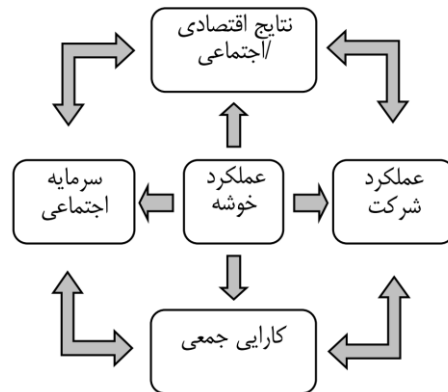 نتایج اقتصادی
/اجتماعی
عملکرد
شرکت
عملکرد
خوشه
سرمایه
اجتماعی
کارایی جمعی